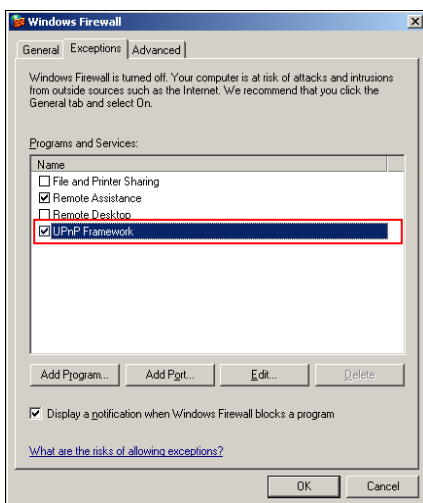 Windows Firewall
General Exceptions Advanced
Windows Firewall is turned off. Your computer is at risk of attacks and intrusions
from outside sources such as the Internet. We recommend that you click the
General tab and select On.
Programs and Services:
Name
File and Printer Sharing
Remote Assistance
Remote Desktop
UPnP Framework
Add Program... Add Port... Edit... Delete
Display a notification when Windows Firewall blocks a program
What are the risks of allowing exceptions?
OK Cancel